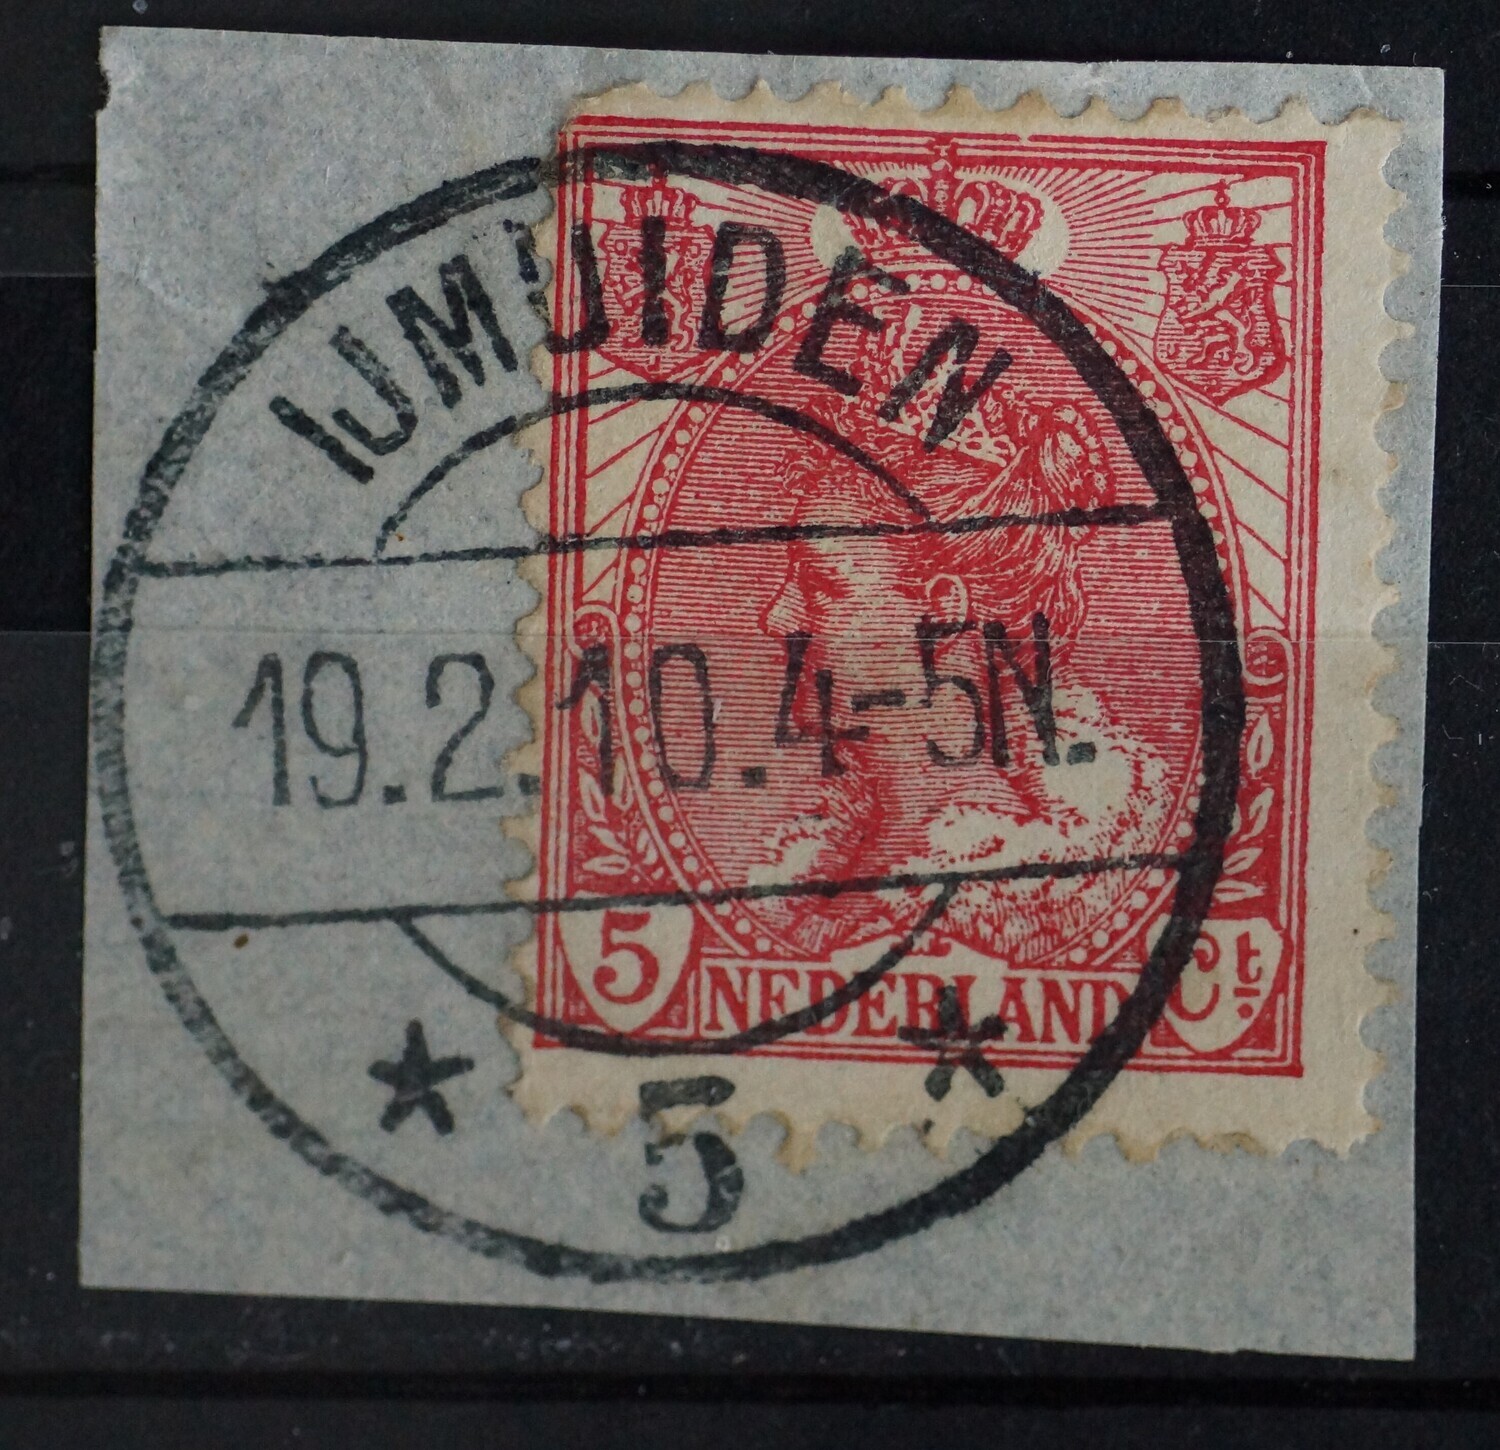 IJMUIDEN
19.2.10.4-5N.
5 Ct.
NEDERLAND
* 5 *